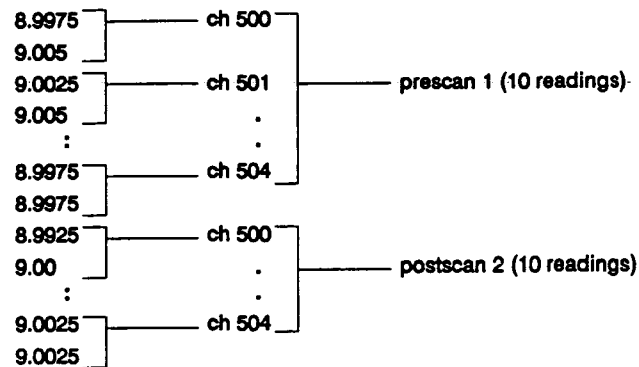 8.9975 ch 500
9.005
9.0025 ch 501 prescan 1 (10 readings)
9.005 .
: .
8.9975 ch 504
8.9975
8.9925 ch 500
9.00 . postscan 2 (10 readings)
: .
9.0025 ch 504
9.0025